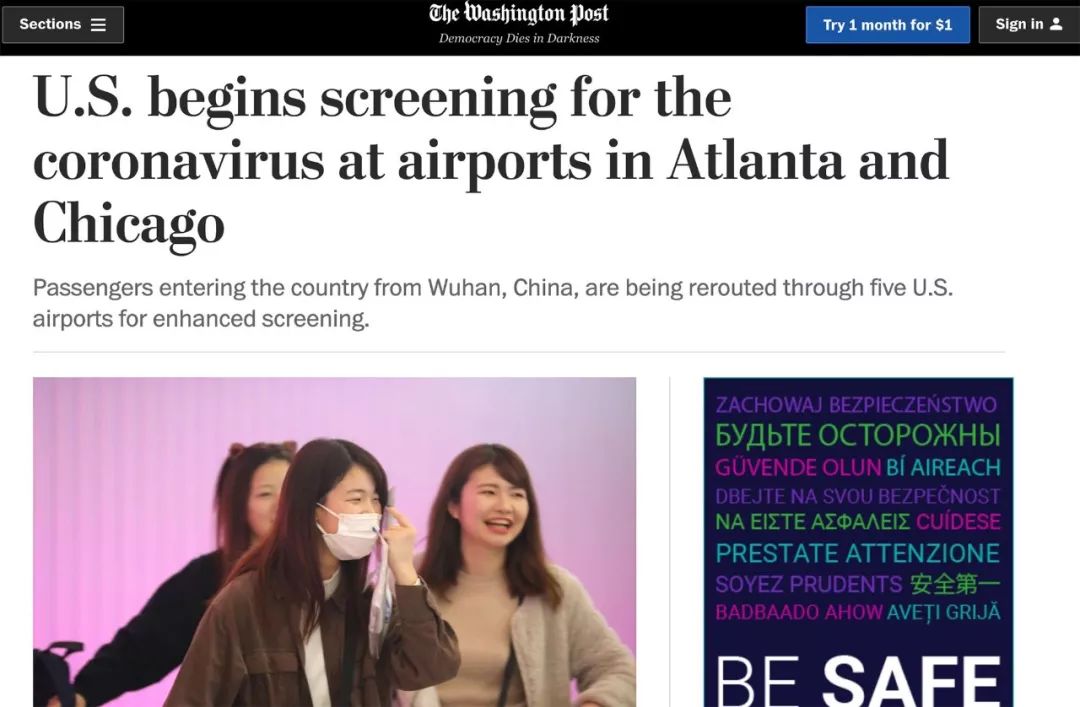 Sections
The Washington Post
Democracy Dies in Darkness
Try 1 month for $1
Sign in
U.S. begins screening for the
coronavirus at airports in Atlanta and
Chicago
Passengers entering the country from Wuhan, China, are being rerouted through five U.S.
airports for enhanced screening.
ZACHOWAJ BEZPIECZEŃSTWO
БУДЬТЕ ОСТОРОЖНЫ
GÜVENDE OLUN BÍ AIREACH
DBEJTE NA SVOU BEZPEČNOST
ΝΑ ΕΙΣΤΕ ΑΣΦΑΛΕΙΣ CUÍDESE
PRESTATE ATTENZIONE
SOYEZ PRUDENTS 安全第一
BADBAADO AHOW AVEȚI GRIJĂ
BE SAFE